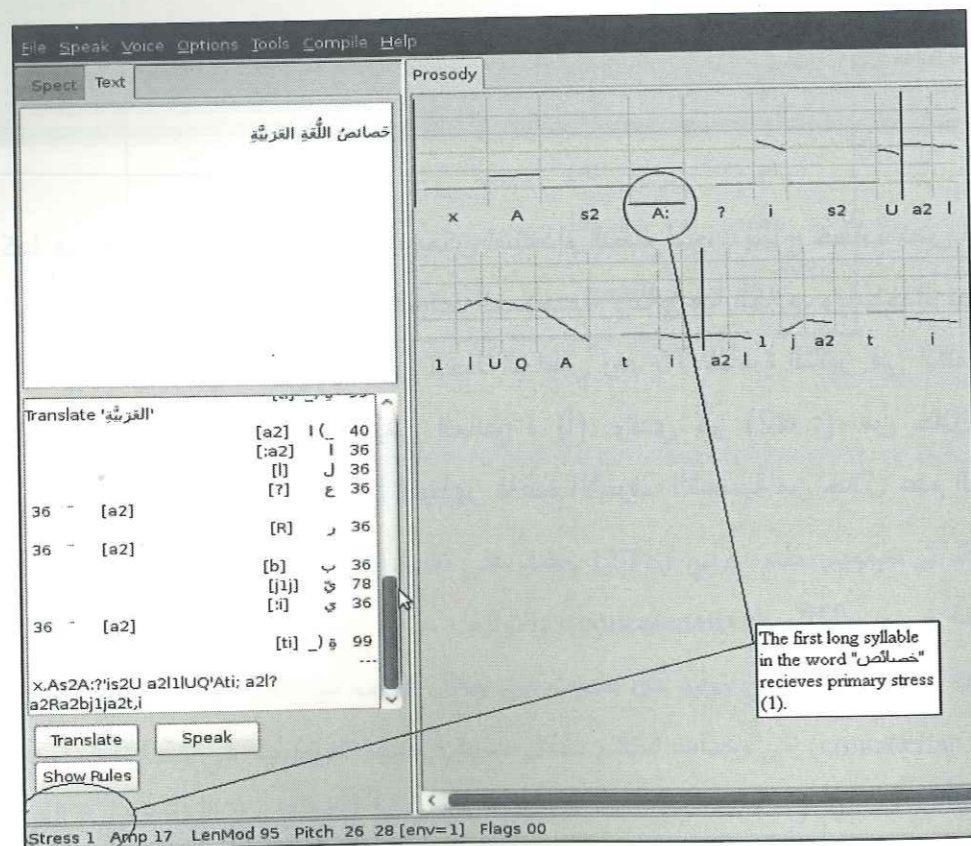 File Speak Voice Options Tools Compile Help
Spect Text
خَصائصُ اللُّغَةِ العَرَبيَّةِ
Translate 'العَرَبيَّةِ'
[a2] ا (_ 40
[:a2] ا 36
[l] ل 36
[?] ع 36
36 َ [a2]
[R] ر 36
36 َ [a2]
[b] ب 36
[j1j] يّ 78
[:i] ي 36
36 َ [a2]
[ti] _) ةِ 99
---
x.As2A:?'is2U a2l1lUQ'Ati; a2l?
a2Ra2bj1ja2t,i
Translate Speak
Show Rules
Prosody
x A s2 A: ? i s2 U a2 l
1 l U Q A t i a2 l 1 j a2 t i
The first long syllable
in the word "خصائص"
recieves primary stress
(1).
Stress 1 Amp 17 LenMod 95 Pitch 26 28 [env=1] Flags 00